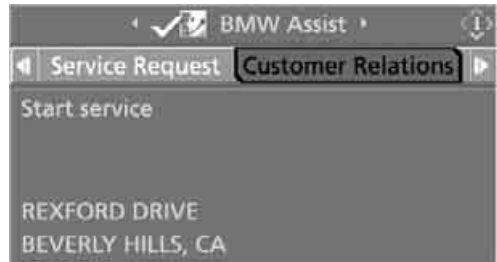 BMW Assist
Service Request Customer Relations
Start service
REXFORD DRIVE
BEVERLY HILLS, CA